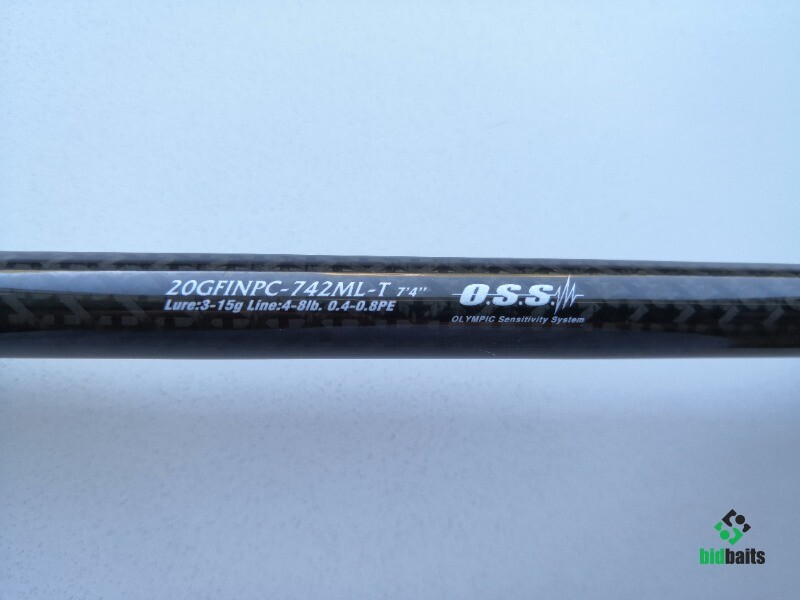 20GFINPC-742ML-T 7'4"
Lure:3-15g Line:4-8lb. 0.4-0.8PE
O.S.S.
OLYMPIC Sensitivity System
bidbaits